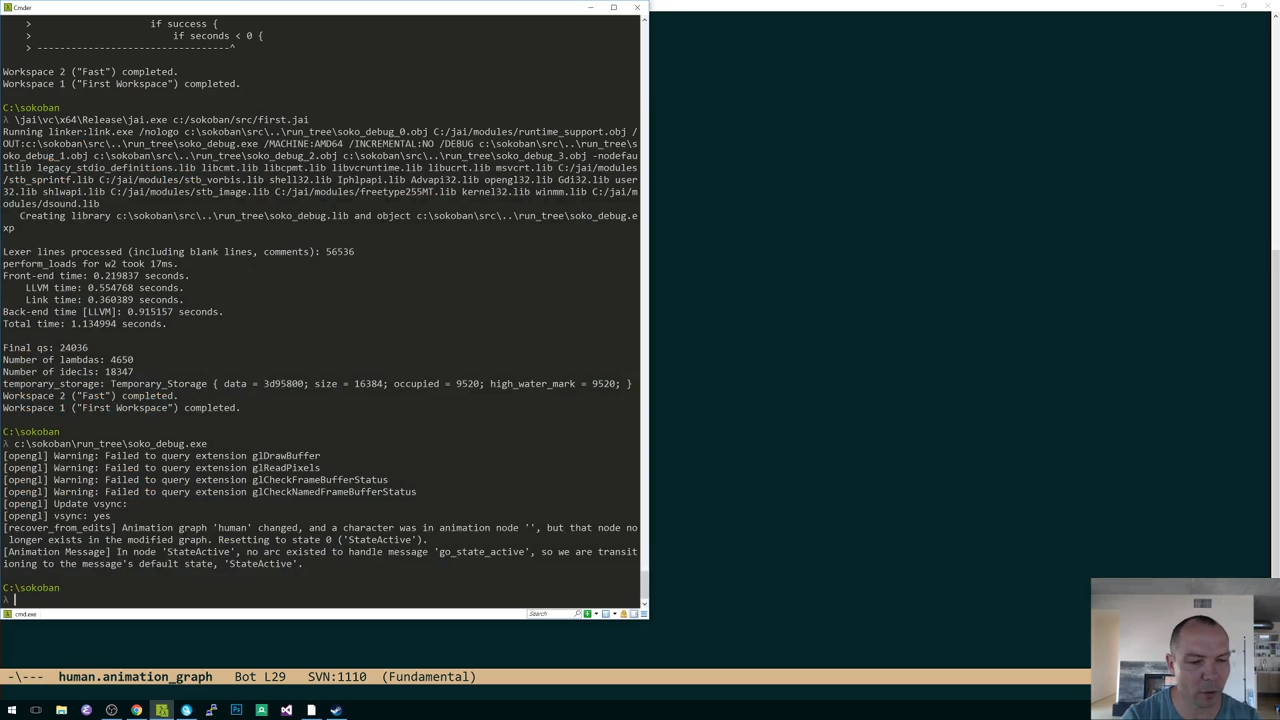 Cmder
>                    if success {
>                        if seconds < 0 {
> ----------------------------------^
Workspace 2 ("Fast") completed.
Workspace 1 ("First Workspace") completed.
C:\sokoban
λ \jai\vc\x64\Release\jai.exe c:/sokoban/src/first.jai
Running linker:link.exe /nologo c:\sokoban\src\..\run_tree\soko_debug_0.obj C:/jai/modules/runtime_support.obj /
OUT:c:\sokoban\src\..\run_tree\soko_debug.exe /MACHINE:AMD64 /INCREMENTAL:NO /DEBUG c:\sokoban\src\..\run_tree\s
oko_debug_1.obj c:\sokoban\src\..\run_tree\soko_debug_2.obj c:\sokoban\src\..\run_tree\soko_debug_3.obj -nodefau
ltlib legacy_stdio_definitions.lib libcmt.lib libcpmt.lib libvcruntime.lib libucrt.lib msvcrt.lib C:/jai/modules
/stb_sprintf.lib C:/jai/modules/stb_vorbis.lib shell32.lib Iphlpapi.lib Advapi32.lib opengl32.lib Gdi32.lib user
32.lib shlwapi.lib C:/jai/modules/stb_image.lib C:/jai/modules/freetype255MT.lib kernel32.lib winmm.lib C:/jai/m
odules/dsound.lib
Creating library c:\sokoban\src\..\run_tree\soko_debug.lib and object c:\sokoban\src\..\run_tree\soko_debug.e
xp
Lexer lines processed (including blank lines, comments): 56536
perform_loads for w2 took 17ms.
Front-end time: 0.219837 seconds.
LLVM time: 0.554768 seconds.
Link time: 0.360389 seconds.
Back-end time [LLVM]: 0.915157 seconds.
Total time: 1.134994 seconds.
Final qs: 24036
Number of lambdas: 4650
Number of idecls: 18347
temporary_storage: Temporary_Storage { data = 3d95800; size = 16384; occupied = 9520; high_water_mark = 9520; }
Workspace 2 ("Fast") completed.
Workspace 1 ("First Workspace") completed.
C:\sokoban
λ c:\sokoban\run_tree\soko_debug.exe
[opengl] Warning: Failed to query extension glDrawBuffer
[opengl] Warning: Failed to query extension glReadPixels
[opengl] Warning: Failed to query extension glCheckFrameBufferStatus
[opengl] Warning: Failed to query extension glCheckNamedFrameBufferStatus
[opengl] Update vsync:
[opengl] vsync: yes
[recover_from_edits] Animation graph 'human' changed, and a character was in animation node '', but that node no
longer exists in the modified graph. Resetting to state 0 ('StateActive').
[Animation Message] In node 'StateActive', no arc existed to handle message 'go_state_active', so we are transit
ioning to the message's default state, 'StateActive'.
C:\sokoban
λ
cmd.exe
Search
-\--- human.animation_graph Bot L29 SVN:1110 (Fundamental)